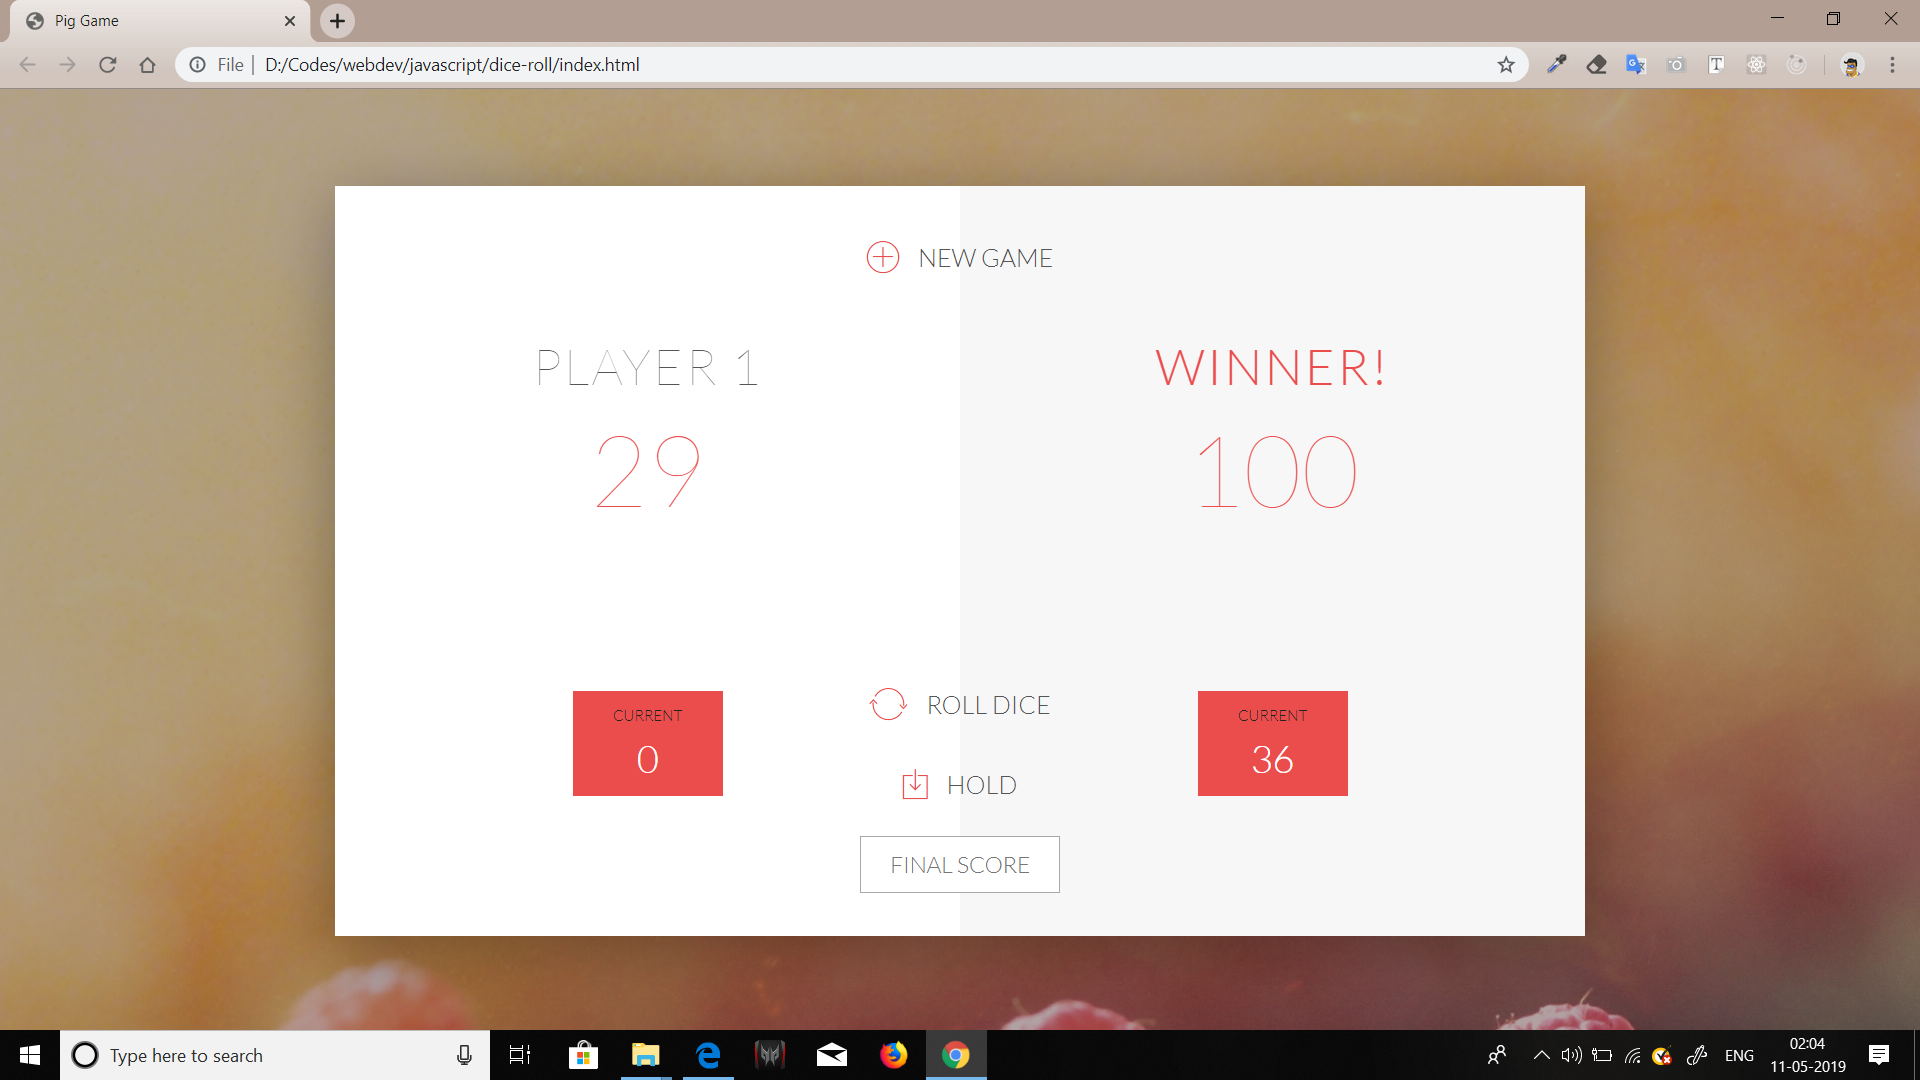 Pig Game
File
D:/Codes/webdev/javascript/dice-roll/index.html
NEW GAME
PLAYER 1
29
WINNER!
100
CURRENT
0
ROLL DICE
CURRENT
36
HOLD
FINAL SCORE
Type here to search
ENG
02:04
11-05-2019